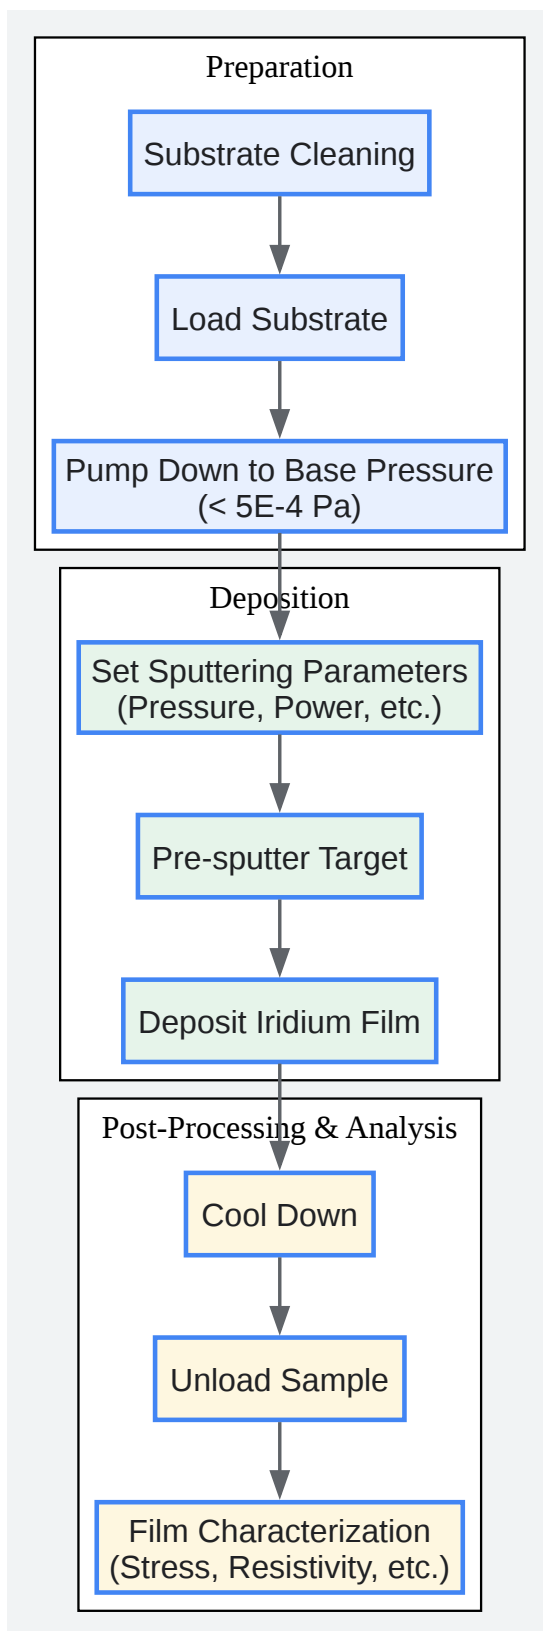 Preparation
Substrate Cleaning
Load Substrate
Pump Down to Base Pressure
(< 5E-4 Pa)
Deposition
Set Sputtering Parameters
(Pressure, Power, etc.)
Pre-sputter Target
Deposit Iridium Film
Post-Processing & Analysis
Cool Down
Unload Sample
Film Characterization
(Stress, Resistivity, etc.)